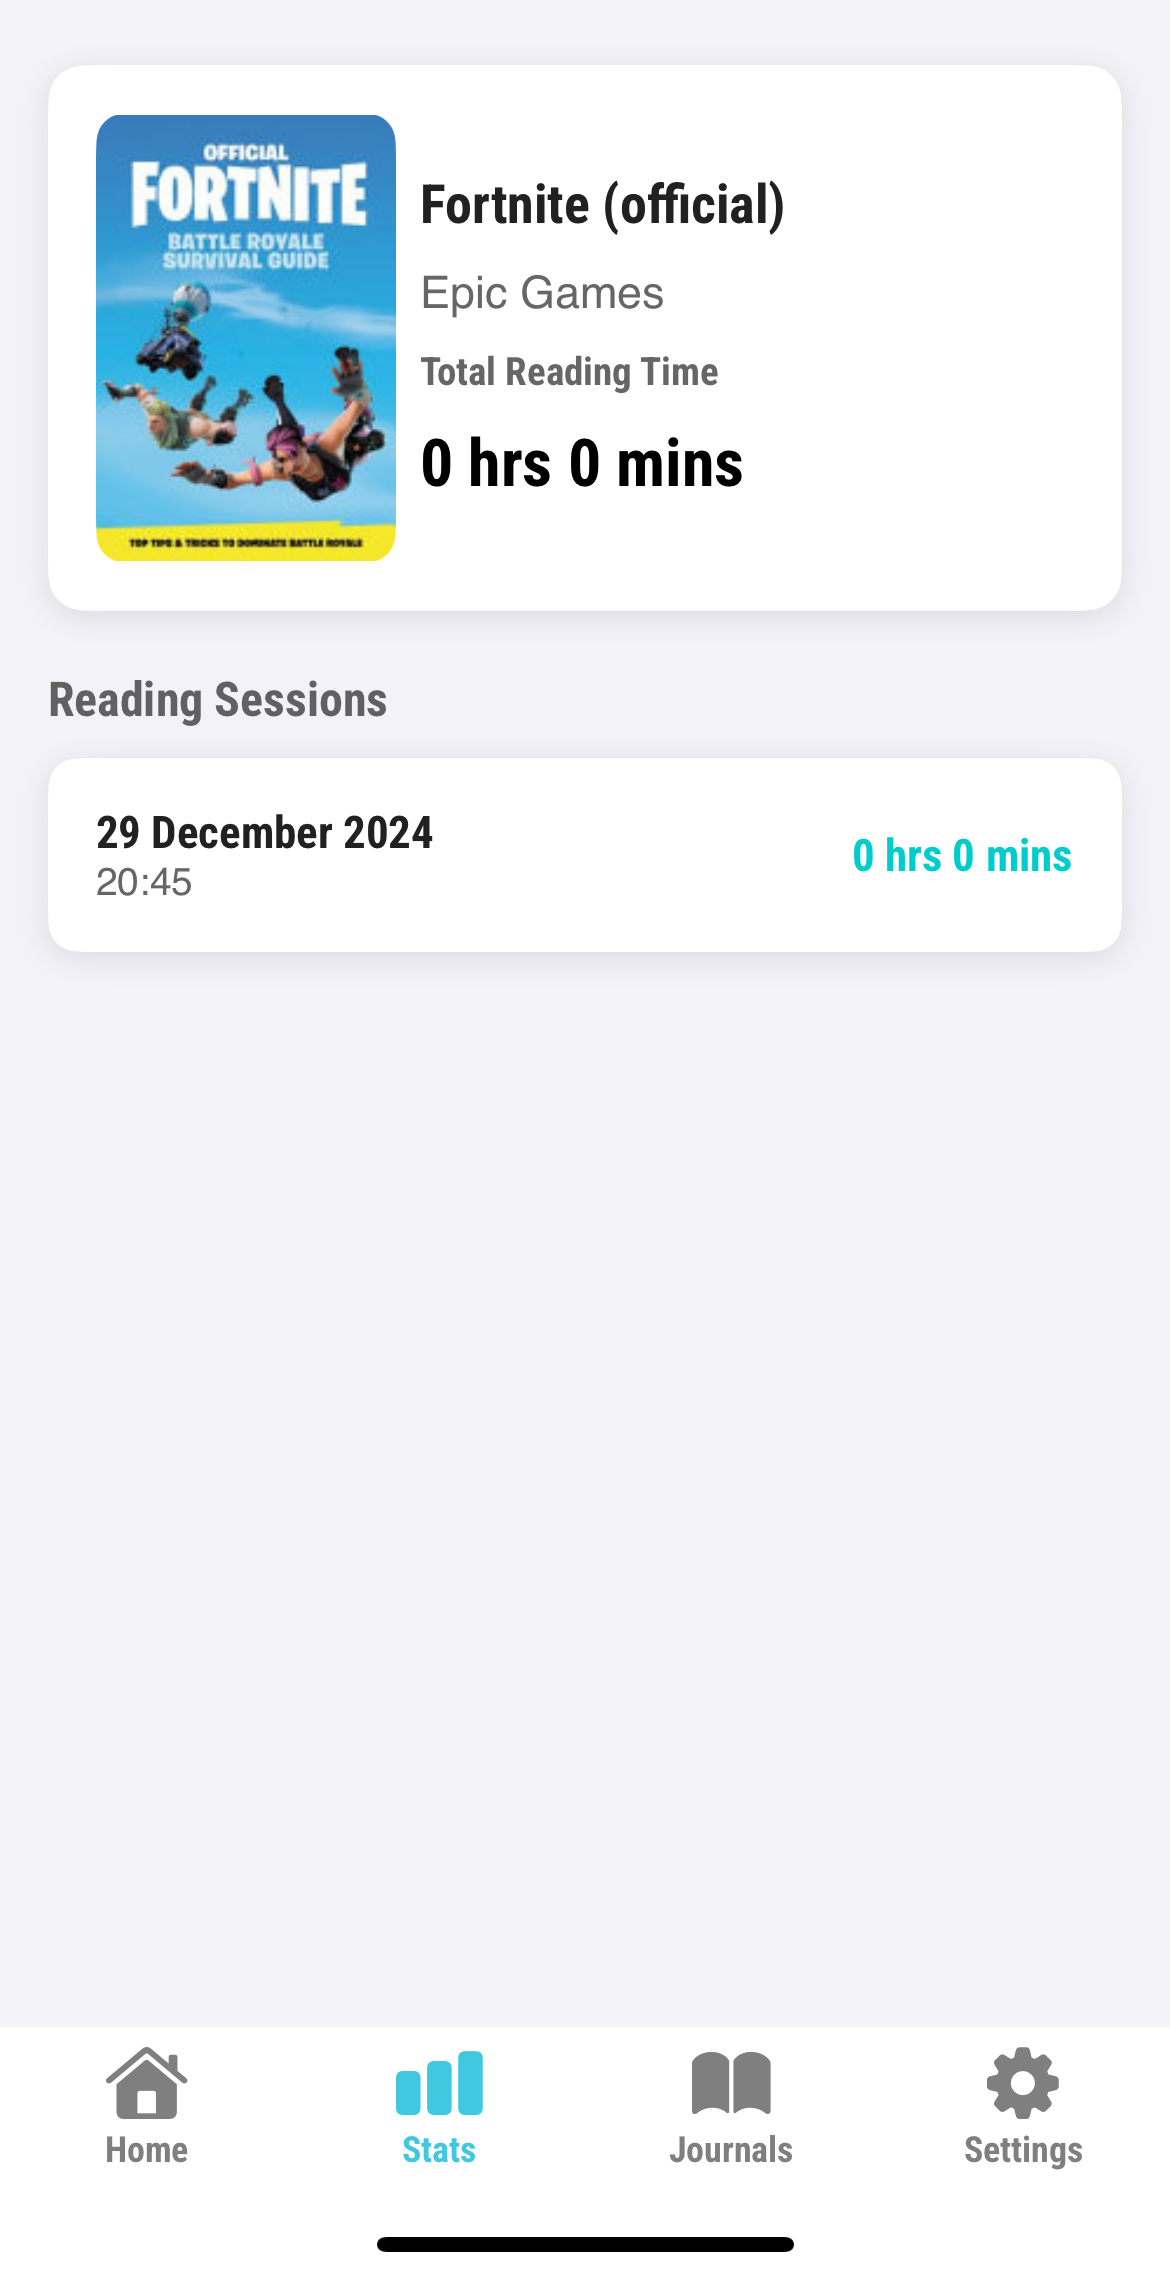 OFFICIAL
FORTNITE
BATTLE ROYALE
SURVIVAL GUIDE
TOP TIPS & TRICKS TO DOMINATE BATTLE ROYALE
Fortnite (official)
Epic Games
Total Reading Time
0 hrs 0 mins
Reading Sessions
29 December 2024
20:45
0 hrs 0 mins
Home
Stats
Journals
Settings